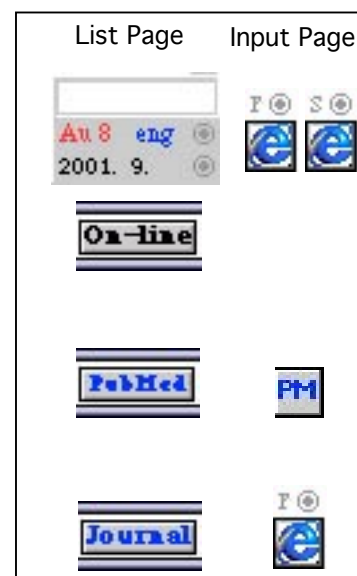 List Page Input Page
F S
Au 8 eng
2001. 9.
On-line
PubMed PM
F
Journal